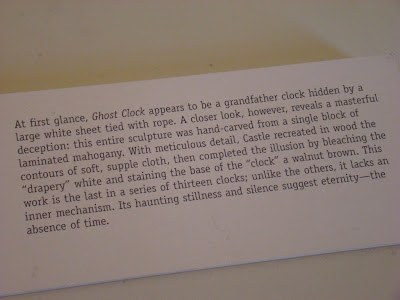 At first glance, Ghost Clock appears to be a grandfather clock hidden by a
large white sheet tied with rope. A closer look, however, reveals a masterful
deception: this entire sculpture was hand-carved from a single block of
laminated mahogany. With meticulous detail, Castle recreated in wood the
contours of soft, supple cloth, then completed the illusion by bleaching the
“drapery” white and staining the base of the “clock” a walnut brown. This
work is the last in a series of thirteen clocks; unlike the others, it lacks an
inner mechanism. Its haunting stillness and silence suggest eternity—the
absence of time.